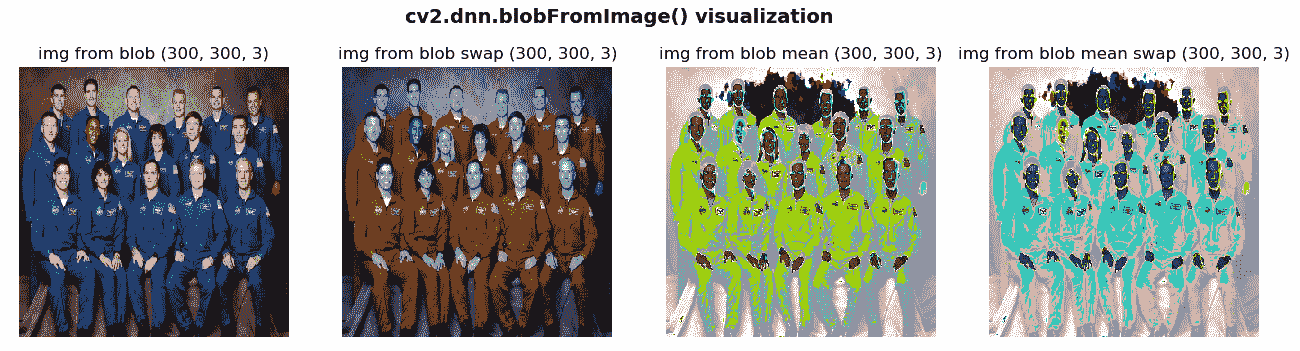 cv2.dnn.blobFromImage() visualization
img from blob (300, 300, 3)
img from blob swap (300, 300, 3)
img from blob mean (300, 300, 3)
img from blob mean swap (300, 300, 3)